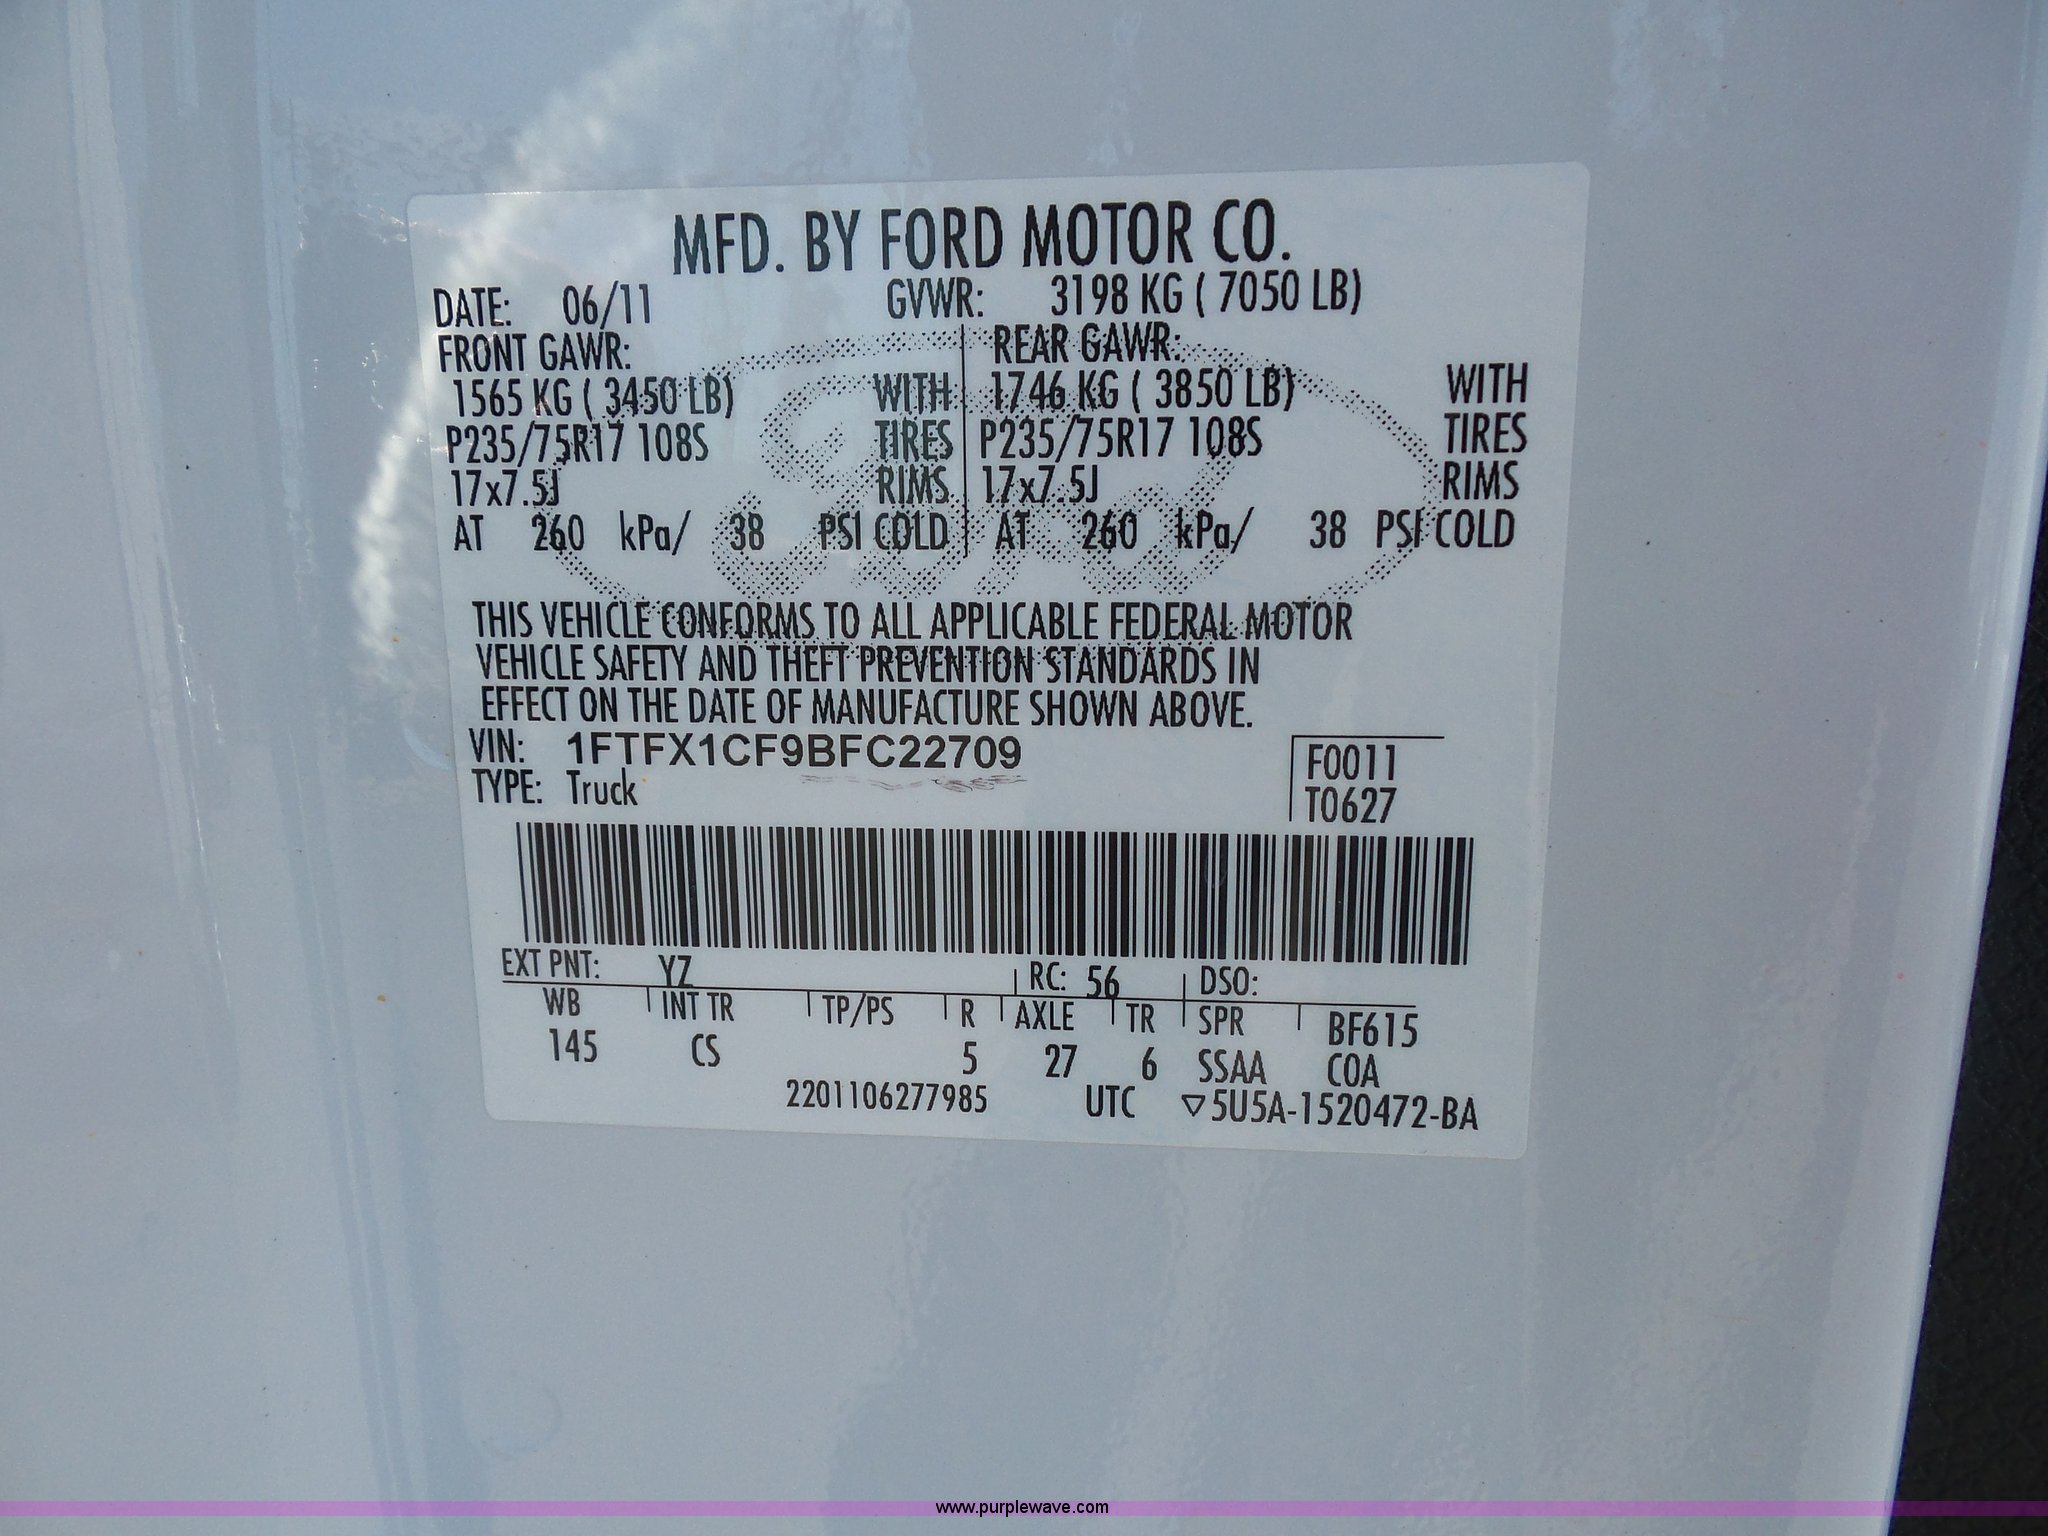 MFD. BY FORD MOTOR CO.
DATE: 06/11 GVWR: 3198 KG ( 7050 LB)
FRONT GAWR: REAR GAWR:
1565 KG ( 3450 LB) WITH 1746 KG ( 3850 LB) WITH
P235/75R17 108S TIRES P235/75R17 108S TIRES
17x7.5J RIMS 17x7.5J RIMS
AT 260 kPa/ 38 PSI COLD AT 260 kPa/ 38 PSI COLD
Ford
THIS VEHICLE CONFORMS TO ALL APPLICABLE FEDERAL MOTOR
VEHICLE SAFETY AND THEFT PREVENTION STANDARDS IN
EFFECT ON THE DATE OF MANUFACTURE SHOWN ABOVE.
VIN: 1FTFX1CF9BFC22709 F0011
TYPE: Truck T0627
EXT PNT: YZ RC: 56 DSO:
WB INT TR TP/PS R AXLE TR SPR BF615
145 CS 5 27 6 SSAA COA
2201106277985 UTC ▽5U5A-1520472-BA
www.purplewave.com